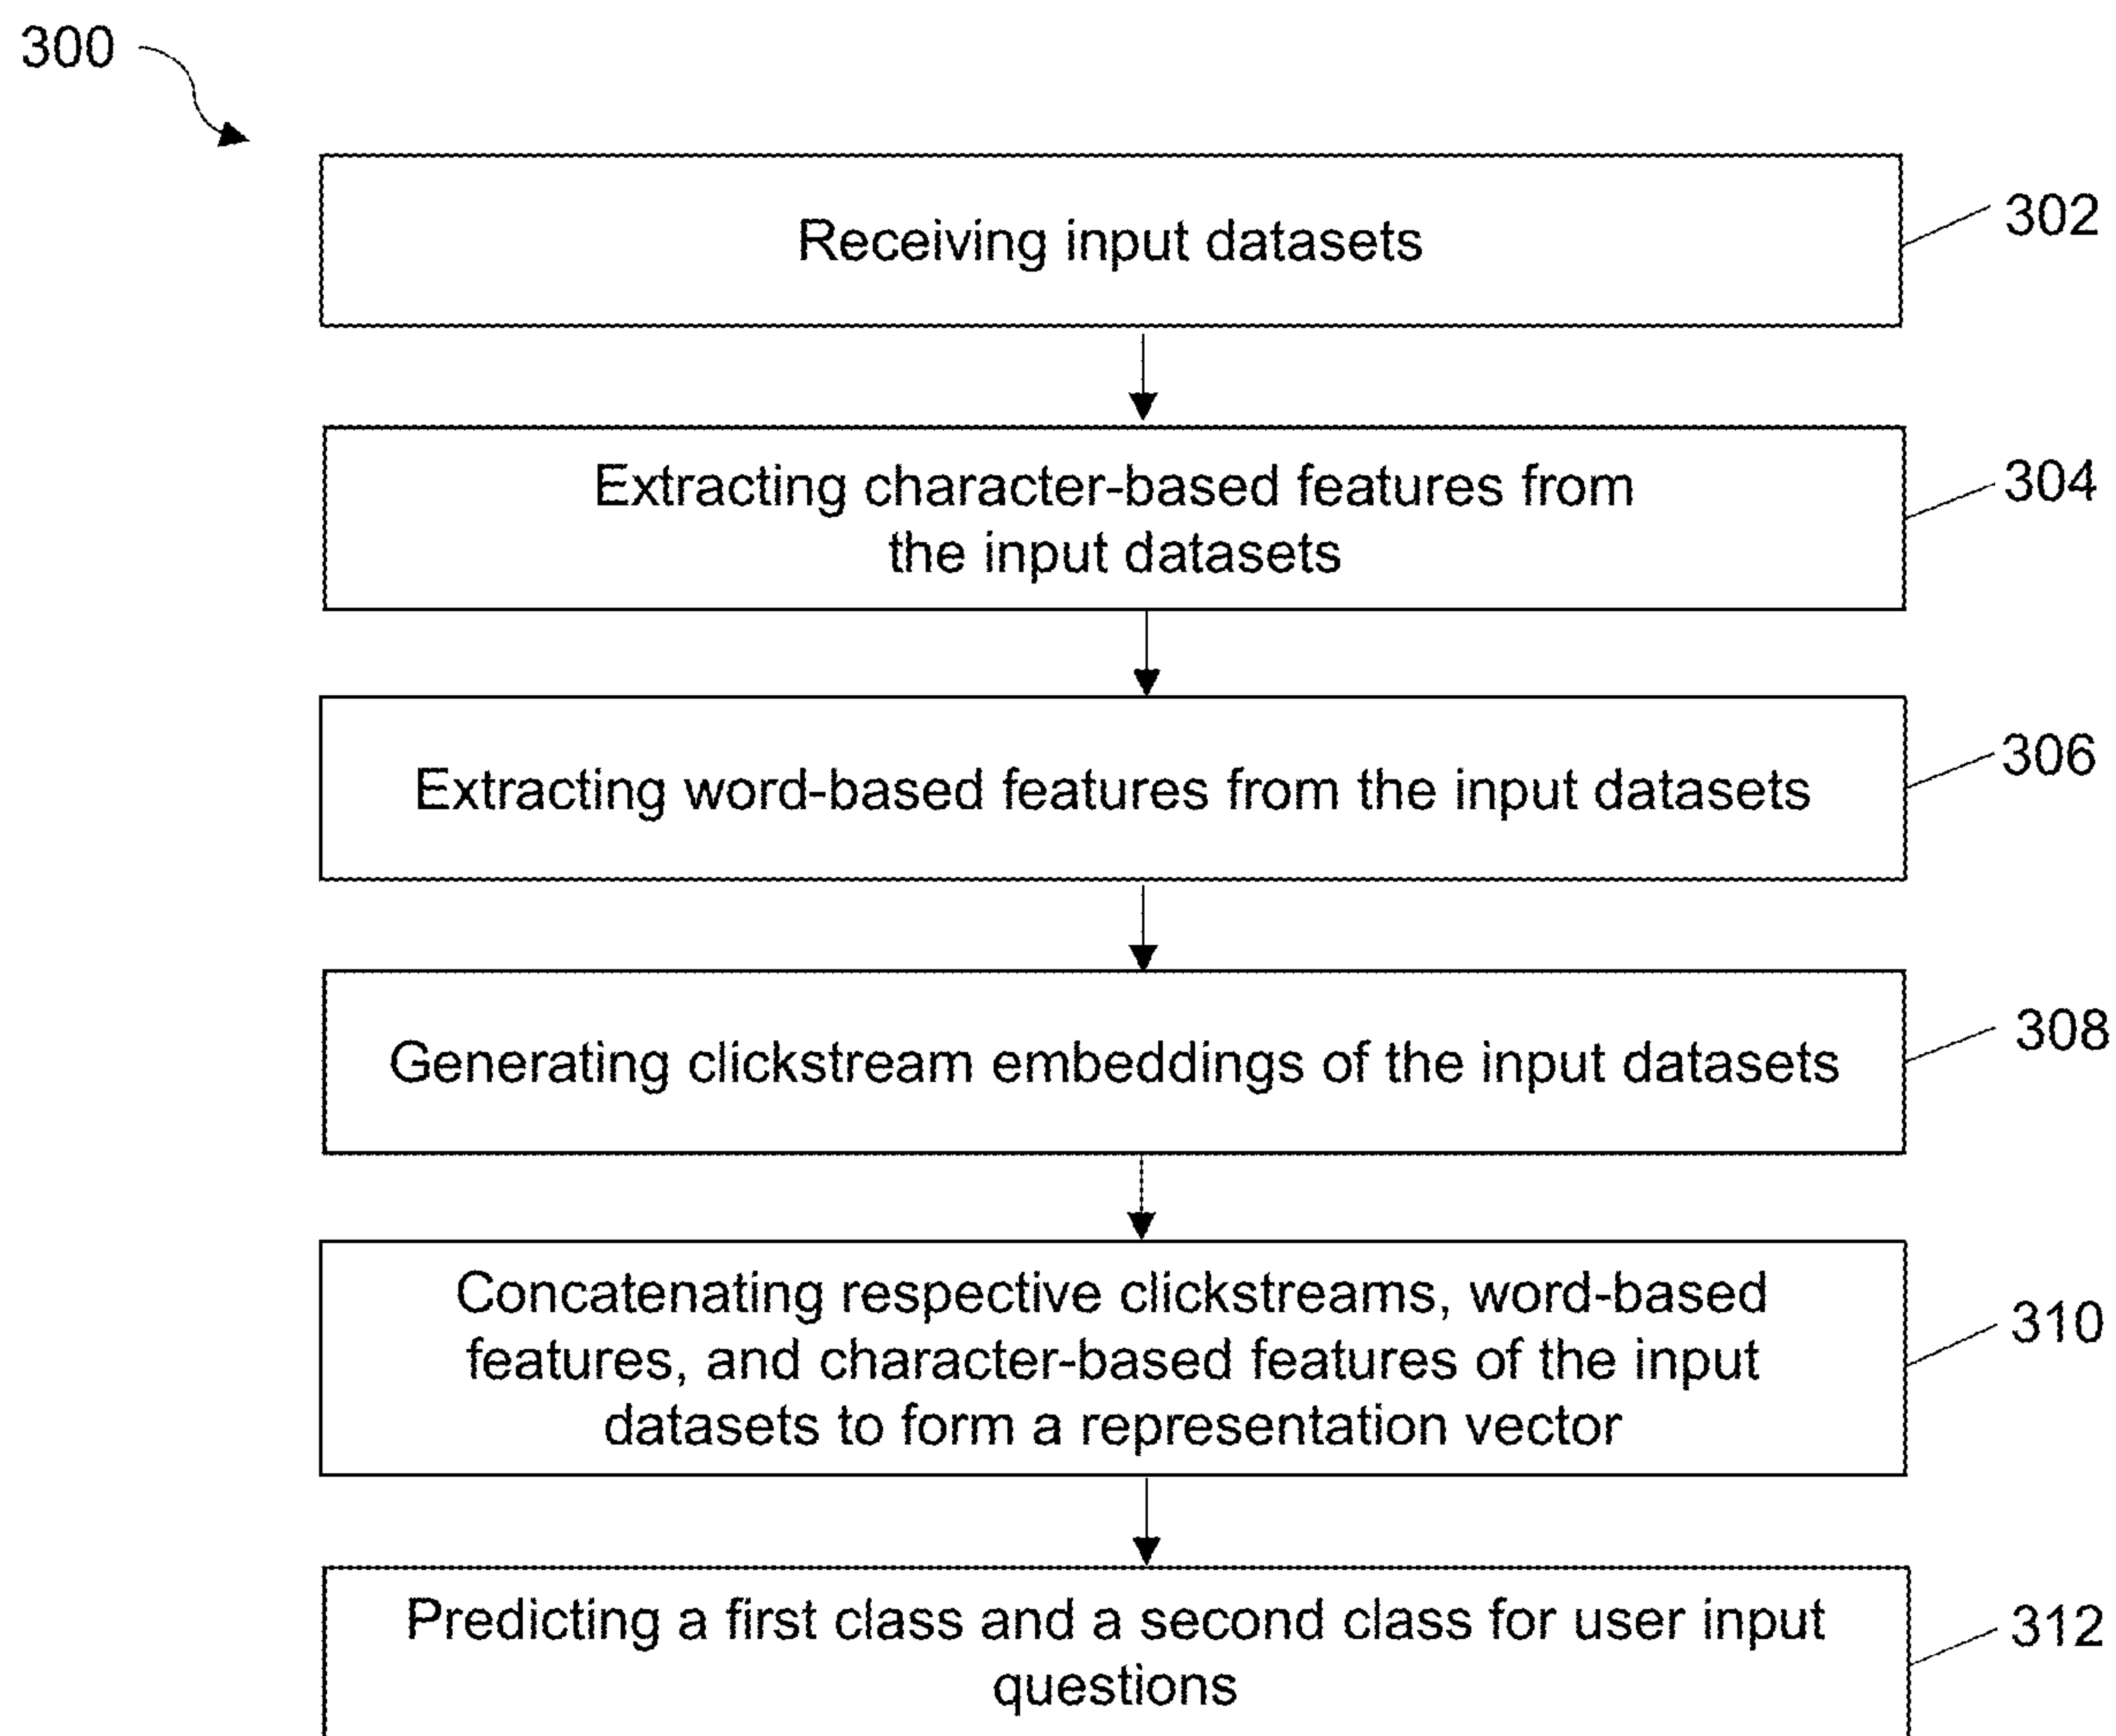 300
Receiving input datasets
302
Extracting character-based features from
the input datasets
304
Extracting word-based features from the input datasets
306
Generating clickstream embeddings of the input datasets
308
Concatenating respective clickstreams, word-based
features, and character-based features of the input
datasets to form a representation vector
310
Predicting a first class and a second class for user input
questions
312